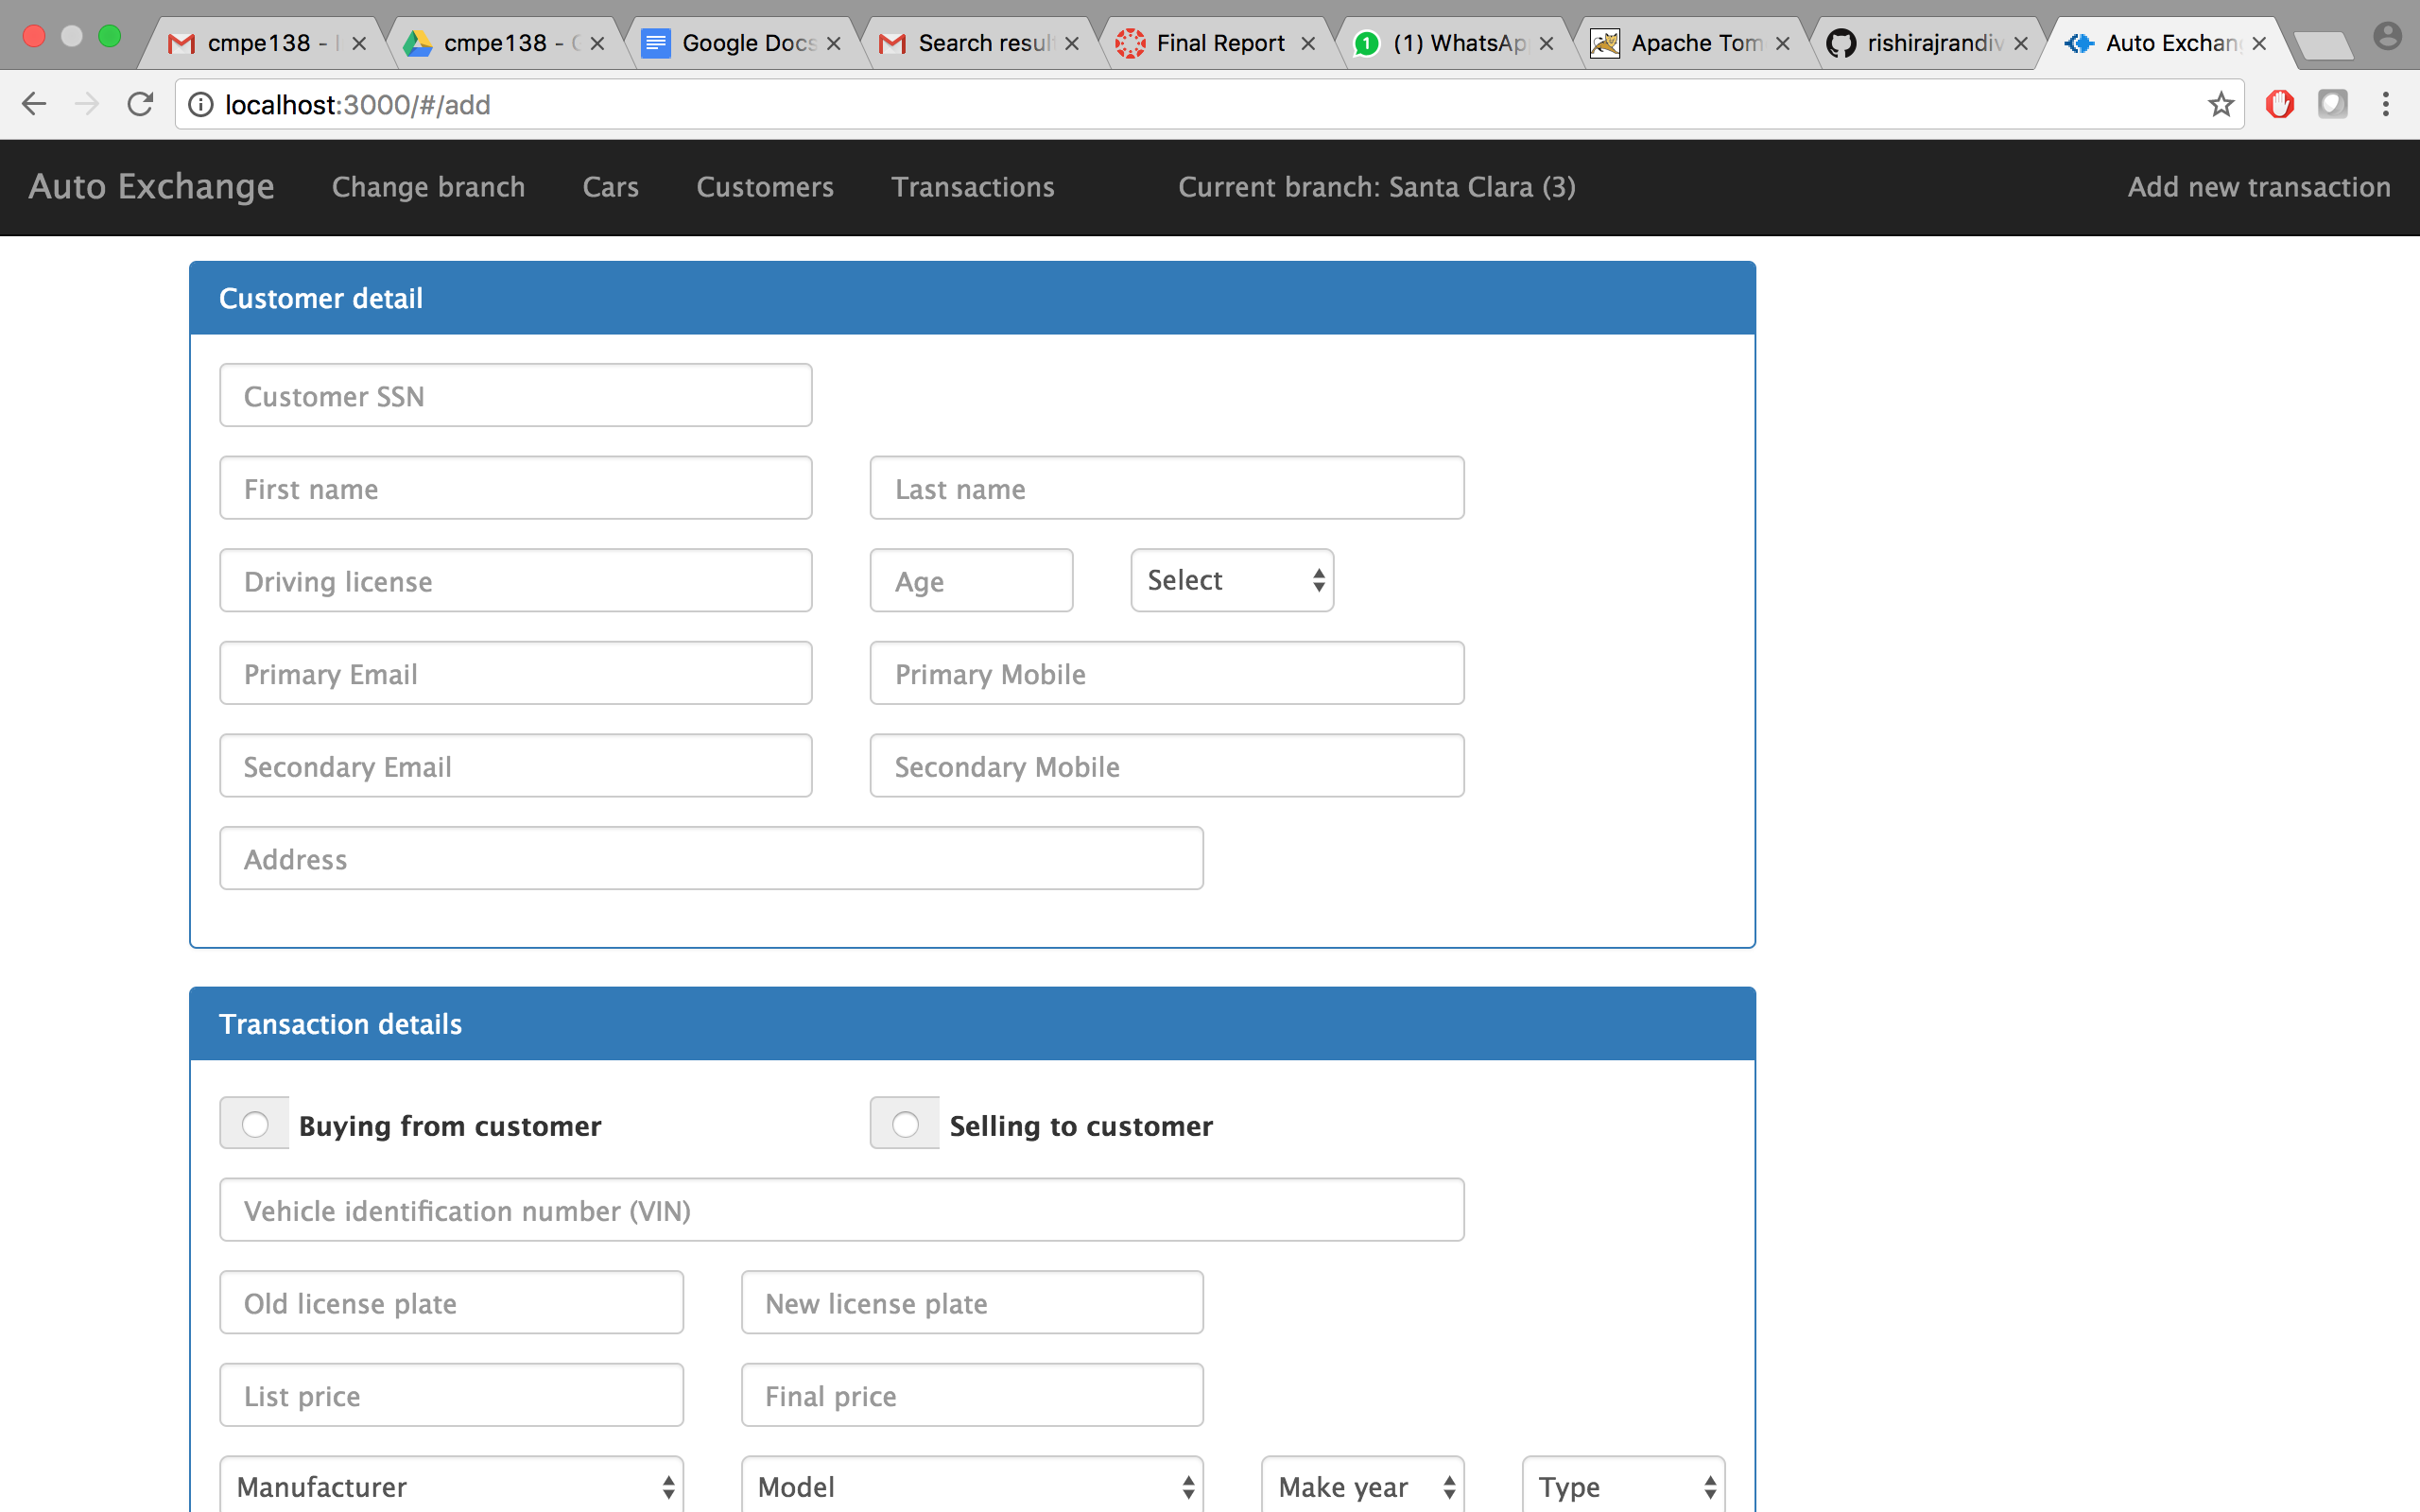 cmpe138 -
cmpe138 -
Google Docs
Search resul
Final Report
(1) WhatsAp
Apache Tom
rishirajrandiv
Auto Exchan
localhost:3000/#/add
Auto Exchange Change branch Cars Customers Transactions Current branch: Santa Clara (3) Add new transaction
Customer detail
Customer SSN
First name Last name
Driving license Age Select
Primary Email Primary Mobile
Secondary Email Secondary Mobile
Address
Transaction details
Buying from customer Selling to customer
Vehicle identification number (VIN)
Old license plate New license plate
List price Final price
Manufacturer Model Make year Type